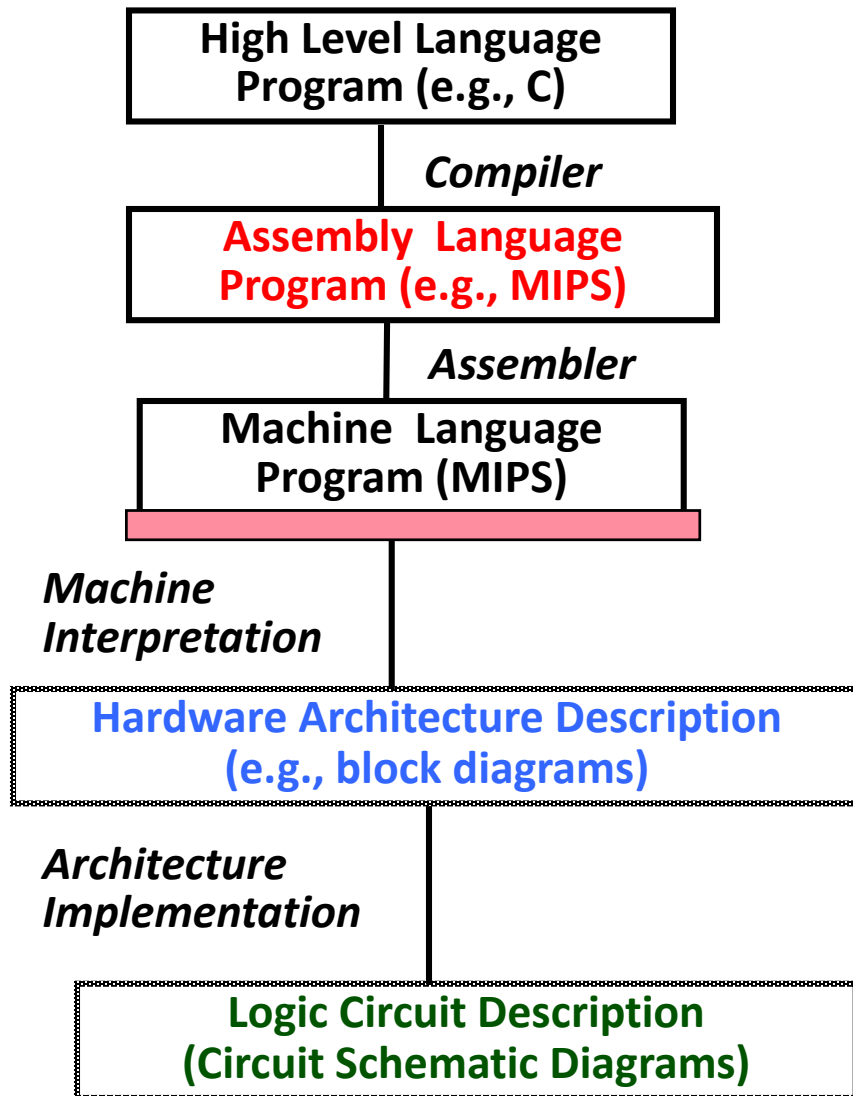 High Level Language
Program (e.g., C)
Compiler
Assembly Language
Program (e.g., MIPS)
Assembler
Machine Language
Program (MIPS)
Machine
Interpretation
Hardware Architecture Description
(e.g., block diagrams)
Architecture
Implementation
Logic Circuit Description
(Circuit Schematic Diagrams)